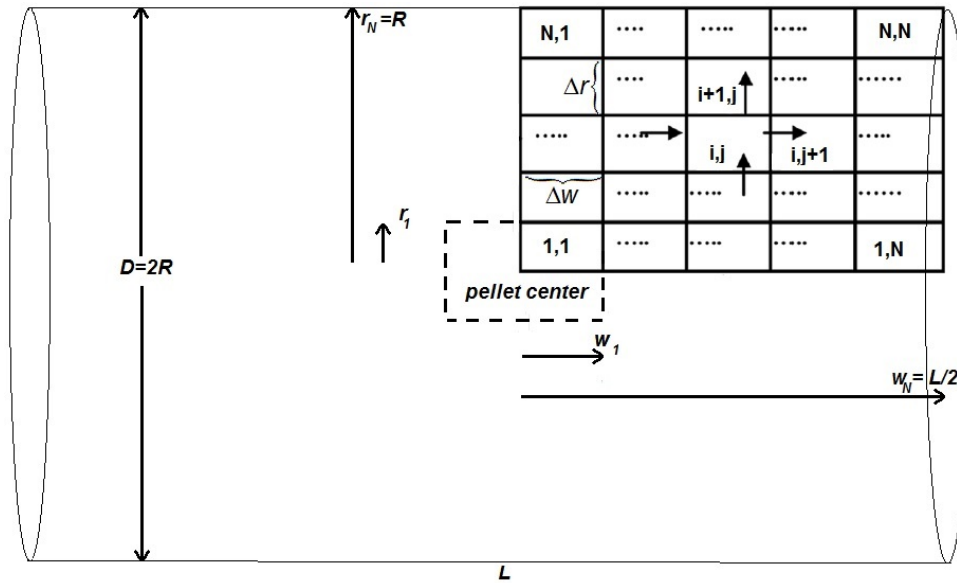 r_N=R
N,1 .... ..... ..... N,N
Δr .... i+1,j ..... ......
..... ..... i,j i,j+1 .....
Δw ..... ..... ..... ......
r_1
1,1 ..... ..... ..... 1,N
D=2R
pellet center
w_1
w_N= L/2
L